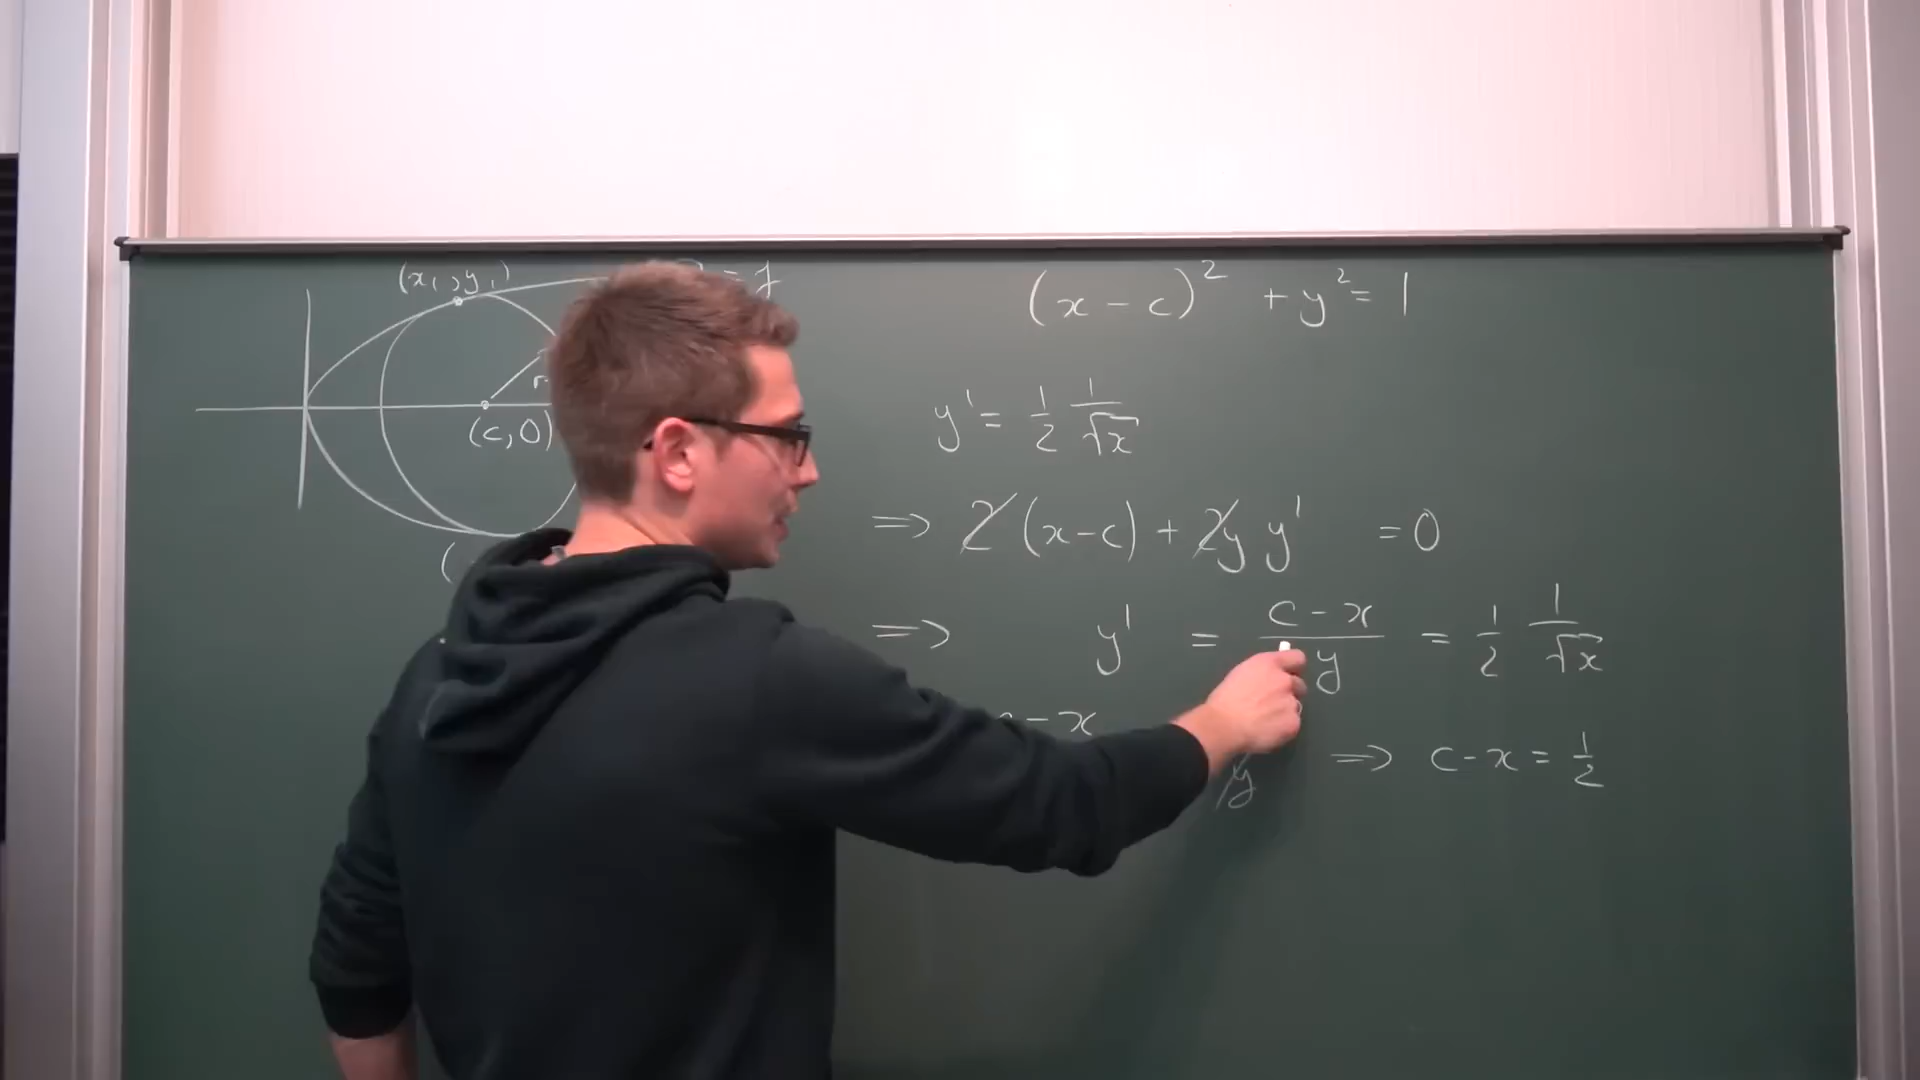 (x₁, y₁)
= y
(c, 0)
r
(
(x - c)² + y² = 1
y' = 1/2 1/√x
=> 2(x-c) + 2y y' = 0
=> y' = (c - x)/y = 1/2 1/√x
- x
y
=> c - x = 1/2